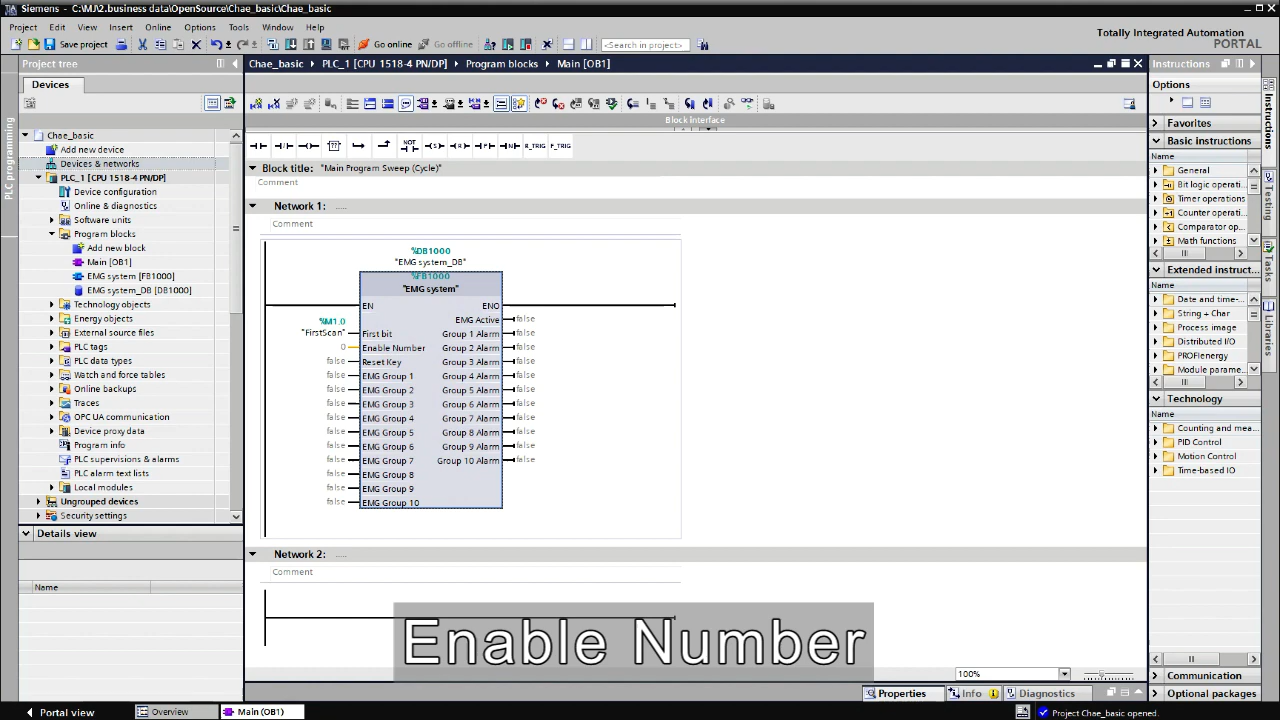 Siemens - C:\MJ\2.business data\OpenSource\Chae_basic\Chae_basic
Project Edit View Insert Online Options Tools Window Help
Totally Integrated Automation
PORTAL
Save project
Go online
Go offline
<Search in project>
Project tree
Chae_basic PLC_1 [CPU 1518-4 PN/DP] Program blocks Main [OB1]
Instructions
Devices
Options
PLC programming
Block interface
Chae_basic
Add new device
Devices & networks
PLC_1 [CPU 1518-4 PN/DP]
Device configuration
Online & diagnostics
Software units
Program blocks
Add new block
Main [OB1]
EMG system [FB1000]
EMG system_DB [DB1000]
Technology objects
Energy objects
External source files
PLC tags
PLC data types
Watch and force tables
Online backups
Traces
OPC UA communication
Device proxy data
Program info
PLC supervisions & alarms
PLC alarm text lists
Local modules
Ungrouped devices
Security settings
Details view
Name
NOT
R_TRIG
F_TRIG
Block title: "Main Program Sweep (Cycle)"
Comment
Network 1: .....
Comment
%DB1000
"EMG system_DB"
%FB1000
"EMG system"
EN ENO
EMG Active false
%M1.0
"FirstScan" First bit Group 1 Alarm false
0 Enable Number Group 2 Alarm false
false Reset Key Group 3 Alarm false
false EMG Group 1 Group 4 Alarm false
false EMG Group 2 Group 5 Alarm false
false EMG Group 3 Group 6 Alarm false
false EMG Group 4 Group 7 Alarm false
false EMG Group 5 Group 8 Alarm false
false EMG Group 6 Group 9 Alarm false
false EMG Group 7 Group 10 Alarm false
false EMG Group 8
false EMG Group 9
false EMG Group 10
Network 2: .....
Comment
Enable Number
100%
Favorites
Basic instructions
Name
General
Bit logic operati...
Timer operations
Counter operati...
Comparator op...
Math functions
Extended instruct...
Name
Date and time-...
String + Char
Process image
Distributed I/O
PROFIenergy
Module parame...
Technology
Name
Counting and mea...
PID Control
Motion Control
Time-based IO
Communication
Optional packages
Instructions
Testing
Tasks
Libraries
Properties Info Diagnostics
Portal view Overview Main (OB1)
Project Chae_basic opened.